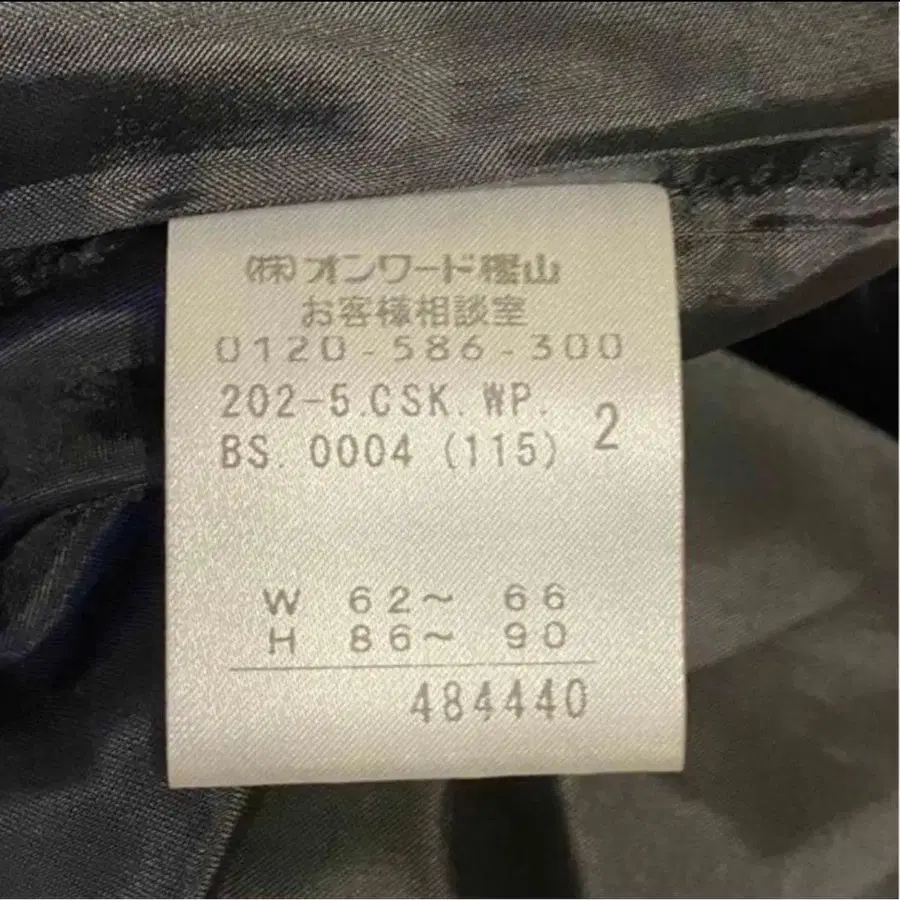 (株)オンワード樫山
お客様相談室
0120-586-300
202-5.CSK.WP. 2
BS.0004(115)
W 62~ 66
H 86~ 90
484440